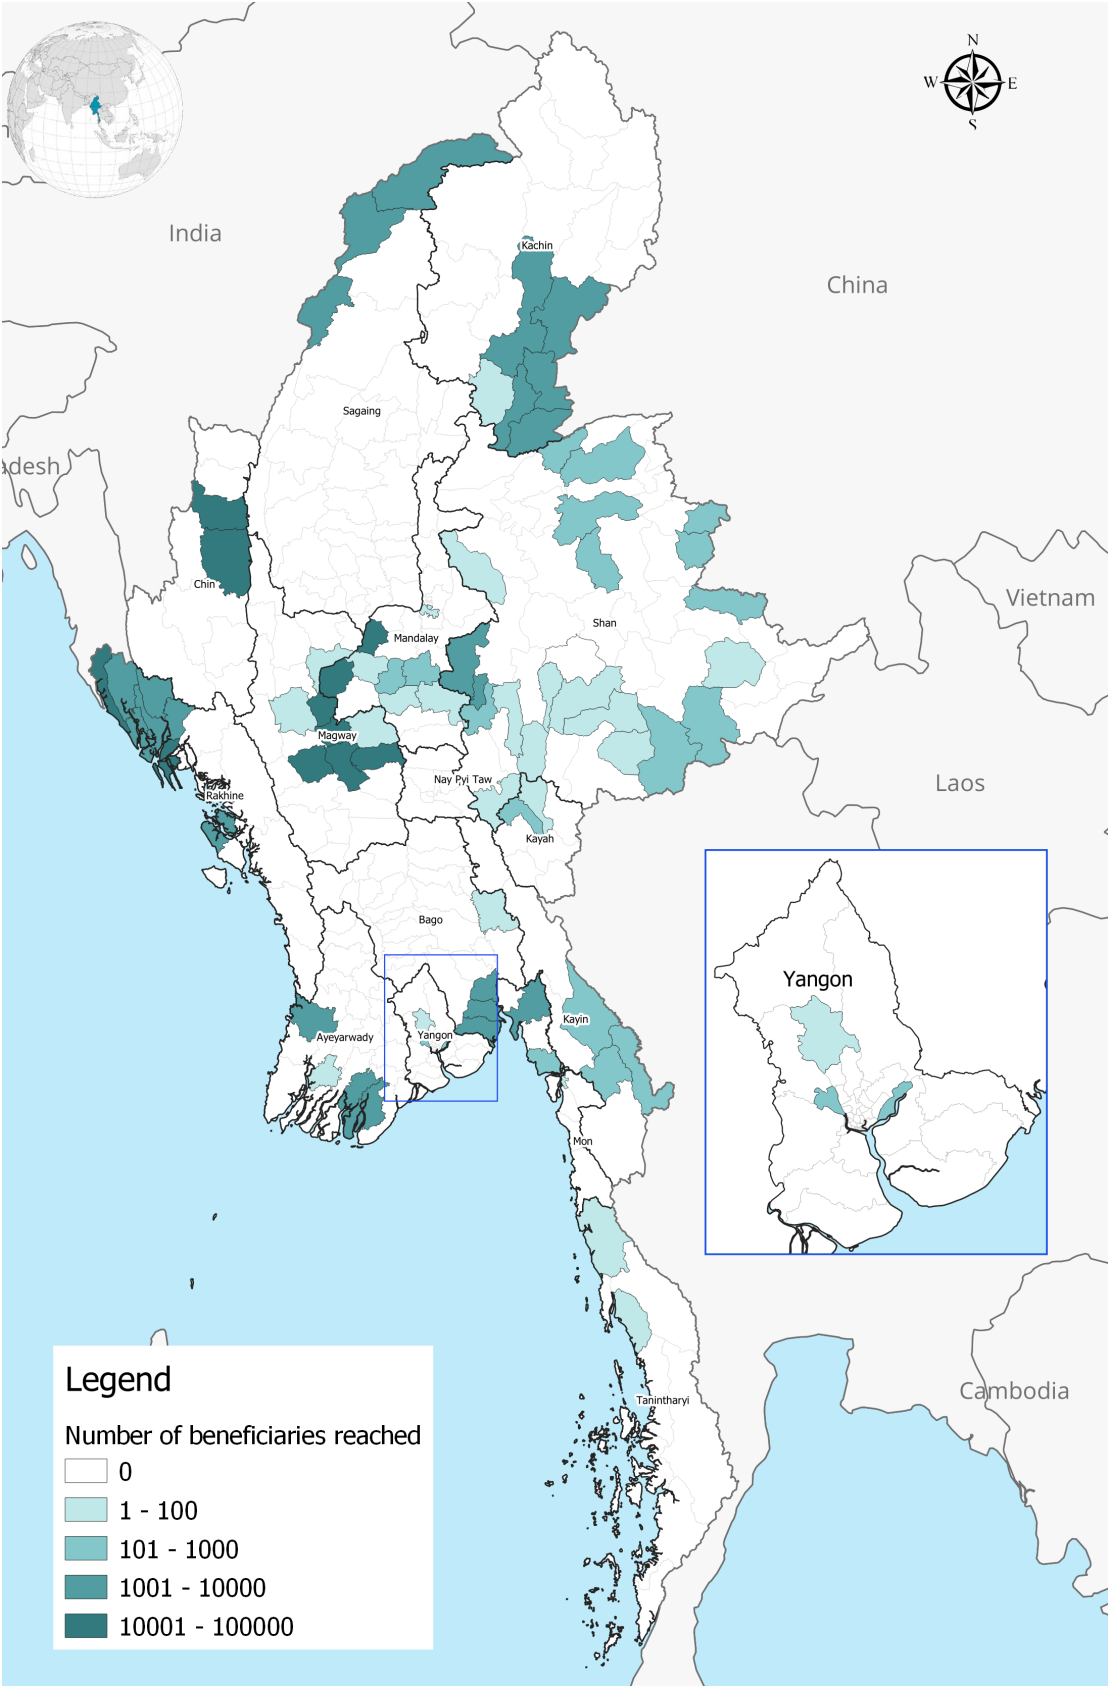 N
W E
S
India
Kachin
China
Sagaing
adesh
Chin
Vietnam
Shan
Mandalay
Magway
Nay Pyi Taw
Laos
Rakhine
Kayah
Bago
Yangon
Kayin
Yangon
Ayeyarwady
Mon
Legend
Cambodia
Tanintharyi
Number of beneficiaries reached
0
1 - 100
101 - 1000
1001 - 10000
10001 - 100000